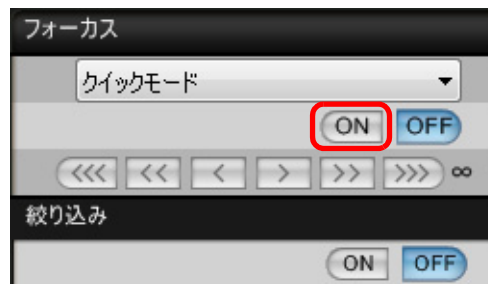 フォーカス
クイックモード
ON OFF
<<< << < > >> >>> ∞
絞り込み
ON OFF